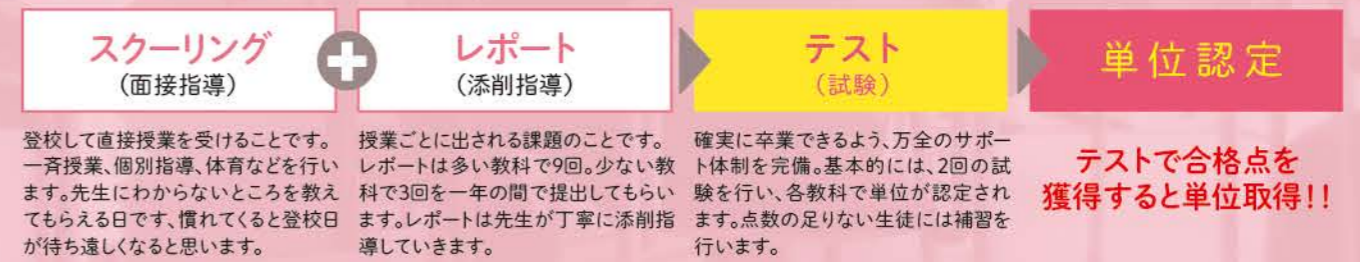 スクーリング
（面接指導）
登校して直接授業を受けることです。
一斉授業、個別指導、体育などを行い
ます。先生にわからないところを教え
てもらえる日です、慣れてくると登校日
が待ち遠しくなると思います。
レポート
（添削指導）
授業ごとに出される課題のことです。
レポートは多い教科で9回。少ない教
科で3回を一年の間で提出してもらい
ます。レポートは先生が丁寧に添削指
導していきます。
テスト
（試験）
確実に卒業できるよう、万全のサポー
ト体制を完備。基本的には、2回の試
験を行い、各教科で単位が認定され
ます。点数の足りない生徒には補習を
行います。
単位認定
テストで合格点を
獲得すると単位取得!!